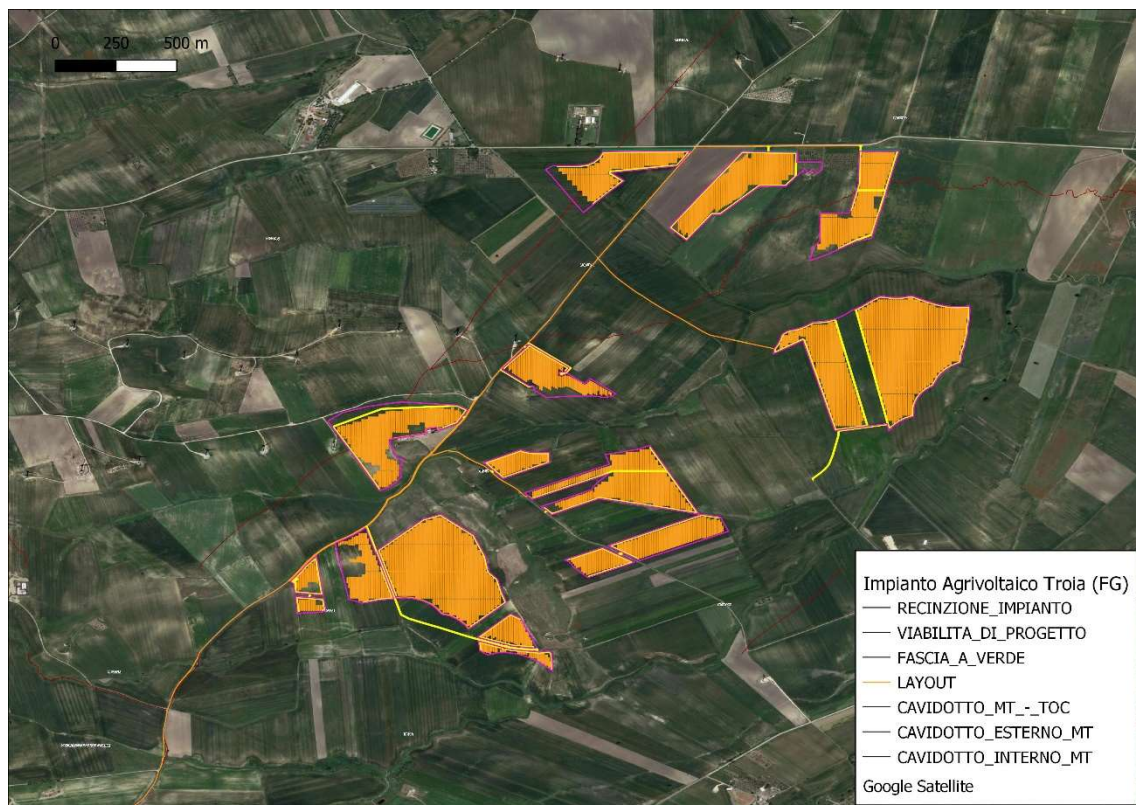 0 250 500 m
Impianto Agrivoltaico Troia (FG)
RECINZIONE_IMPIANTO
VIABILITA_DI_PROGETTO
FASCIA_A_VERDE
LAYOUT
CAVIDOTTO_MT_-_TOC
CAVIDOTTO_ESTERNO_MT
CAVIDOTTO_INTERNO_MT
Google Satellite